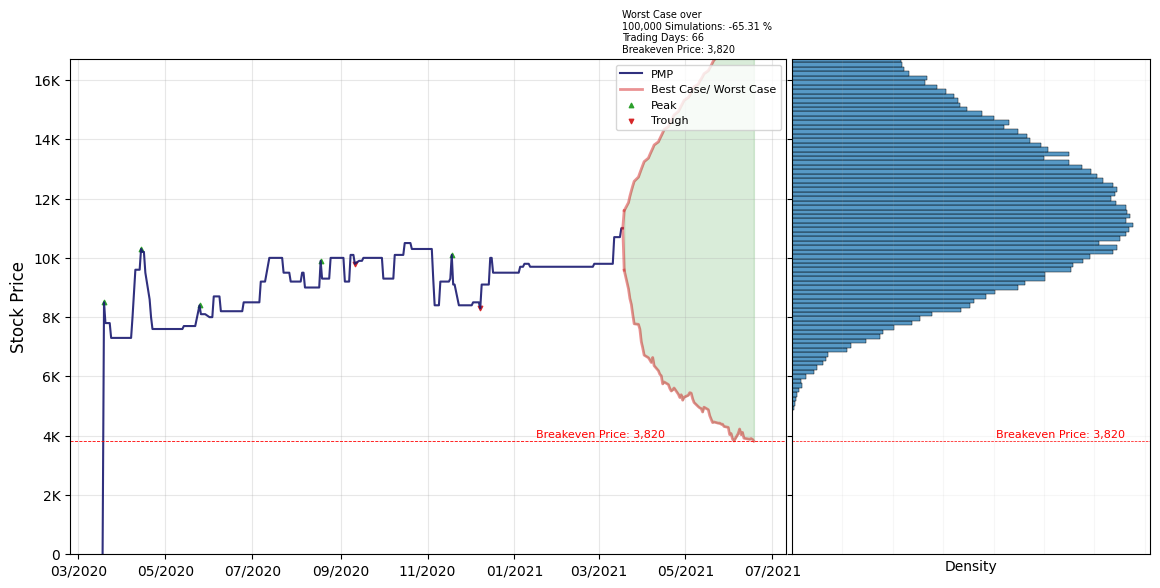 Worst Case over
100,000 Simulations: -65.31 %
Trading Days: 66
Breakeven Price: 3,820
PMP
Best Case/ Worst Case
Peak
Trough
Stock Price
16K
14K
12K
10K
8K
6K
4K
2K
0
Breakeven Price: 3,820
Breakeven Price: 3,820
03/2020 05/2020 07/2020 09/2020 11/2020 01/2021 03/2021 05/2021 07/2021
Density